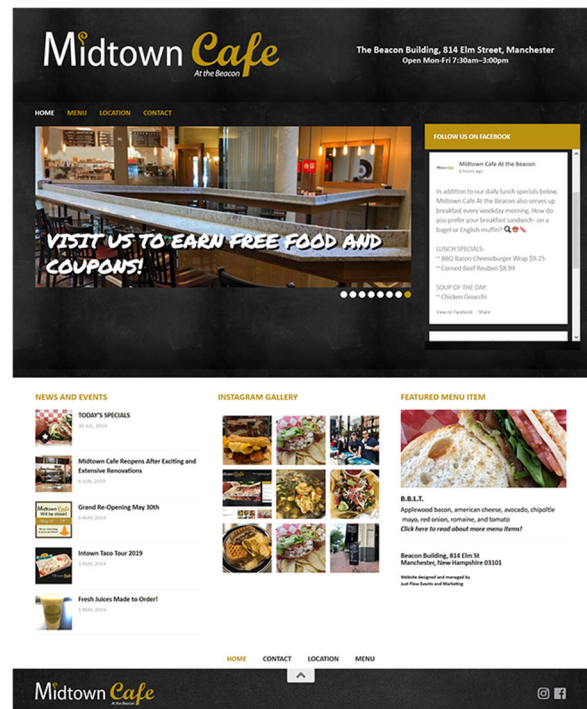 Midtown Cafe
At the Beacon
The Beacon Building, 814 Elm Street, Manchester
Open Mon-Fri 7:30am–3:00pm
HOME MENU LOCATION CONTACT
VISIT US TO EARN FREE FOOD AND
COUPONS!
FOLLOW US ON FACEBOOK
Midtown Cafe At the Beacon
6 hours ago
In addition to our daily lunch specials below,
Midtown Cafe At the Beacon also serves up
breakfast every weekday morning. How do
you prefer your breakfast sandwich- on a
bagel or English muffin? 🔍🍳🥓
LUNCH SPECIALS:
~ BBQ Bacon Cheeseburger Wrap $9.25
~ Corned Beef Reuben $8.99
SOUP OF THE DAY:
~ Chicken Gnocchi
View on Facebook · Share
NEWS AND EVENTS
TODAY'S SPECIALS
30 JUL, 2019
Midtown Cafe Reopens After Exciting and
Extensive Renovations
6 JUN, 2019
Midtown Cafe
Will be closed
Grand Re-Opening May 30th
6 MAY, 2019
Intown Taco Tour 2019
3 MAY, 2019
Fresh Juices Made to Order!
1 MAY, 2019
INSTAGRAM GALLERY
FEATURED MENU ITEM
B.B.L.T.
Applewood bacon, american cheese, avocado, chipoltle
mayo, red onion, romaine, and tomato
Click here to read about more menu items!
Beacon Building, 814 Elm St
Manchester, New Hampshire 03101
Website designed and managed by
Just Flow Events and Marketing
HOME CONTACT LOCATION MENU
Midtown Cafe
At the Beacon